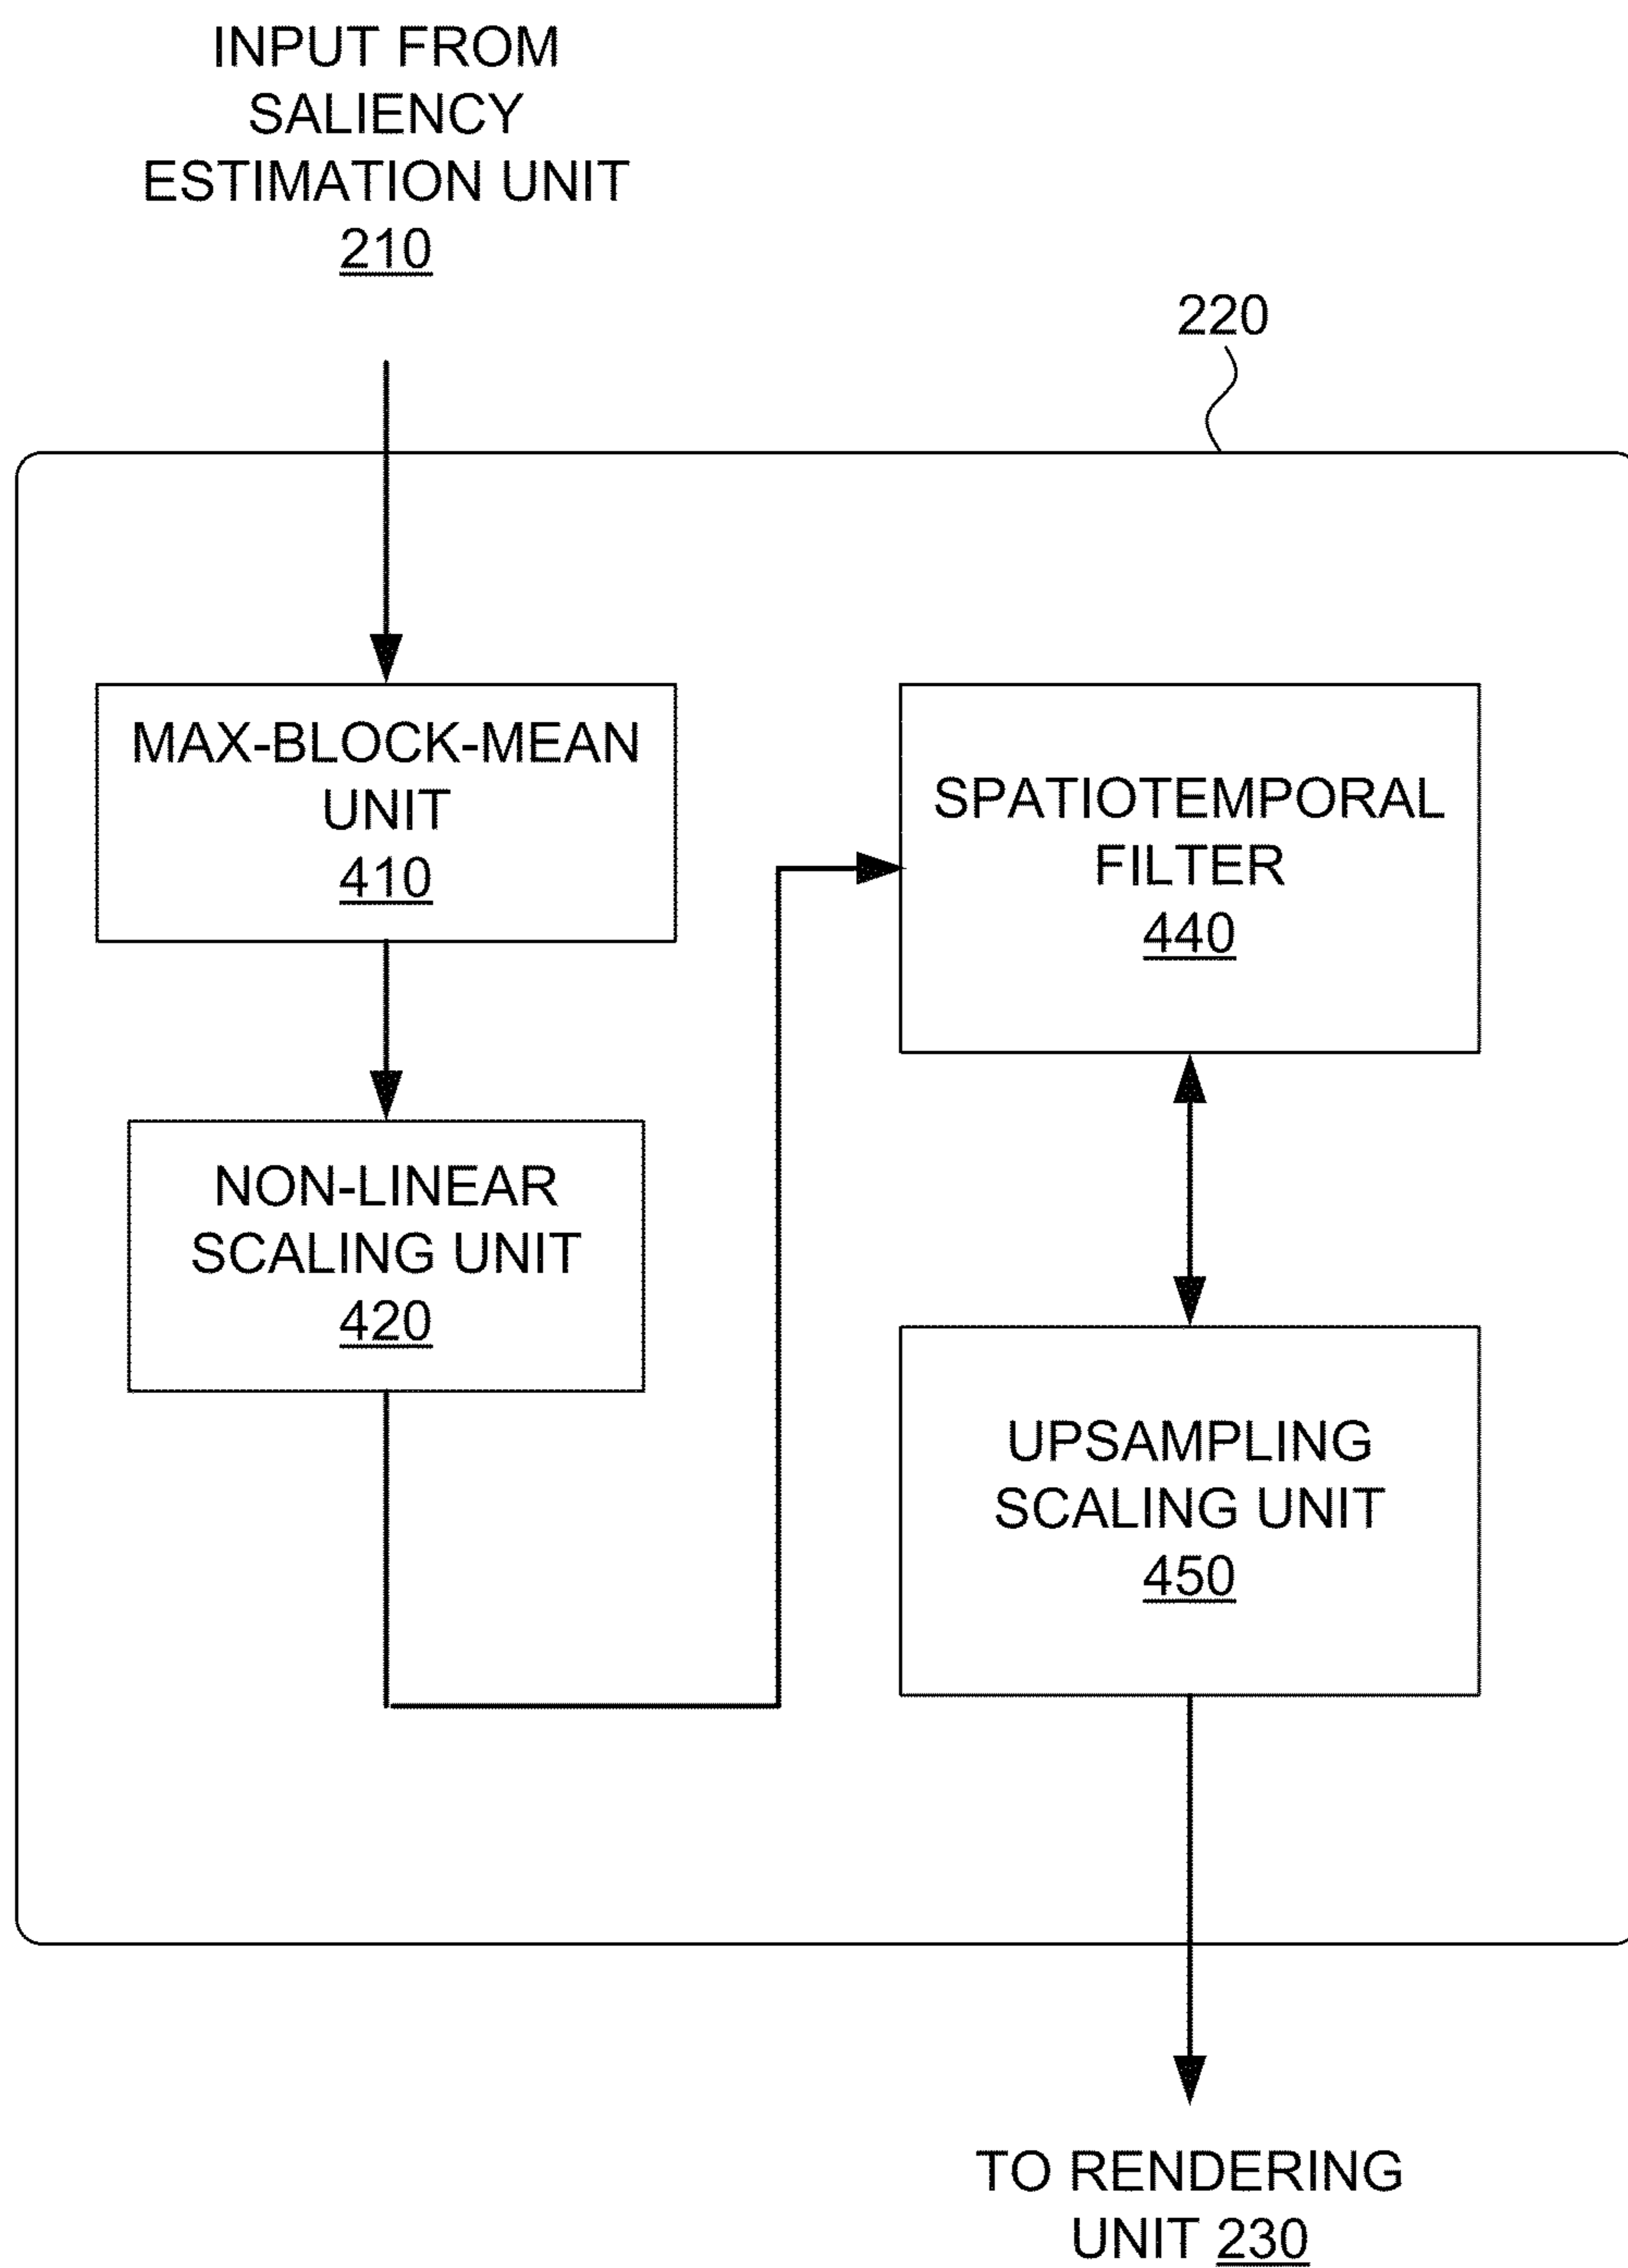 INPUT FROM
SALIENCY
ESTIMATION UNIT
210
220
MAX-BLOCK-MEAN
UNIT
410
NON-LINEAR
SCALING UNIT
420
SPATIOTEMPORAL
FILTER
440
UPSAMPLING
SCALING UNIT
450
TO RENDERING
UNIT 230